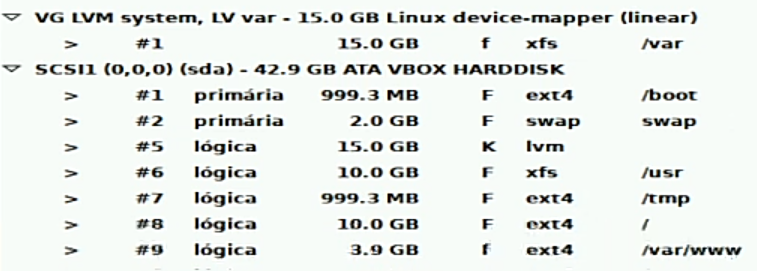 ▽ VG LVM system, LV var - 15.0 GB Linux device-mapper (linear)
> #1 15.0 GB f xfs /var
▽ SCSI1 (0,0,0) (sda) - 42.9 GB ATA VBOX HARDDISK
> #1 primária 999.3 MB F ext4 /boot
> #2 primária 2.0 GB F swap swap
> #5 lógica 15.0 GB K lvm
> #6 lógica 10.0 GB F xfs /usr
> #7 lógica 999.3 MB F ext4 /tmp
> #8 lógica 10.0 GB F ext4 /
> #9 lógica 3.9 GB f ext4 /var/www